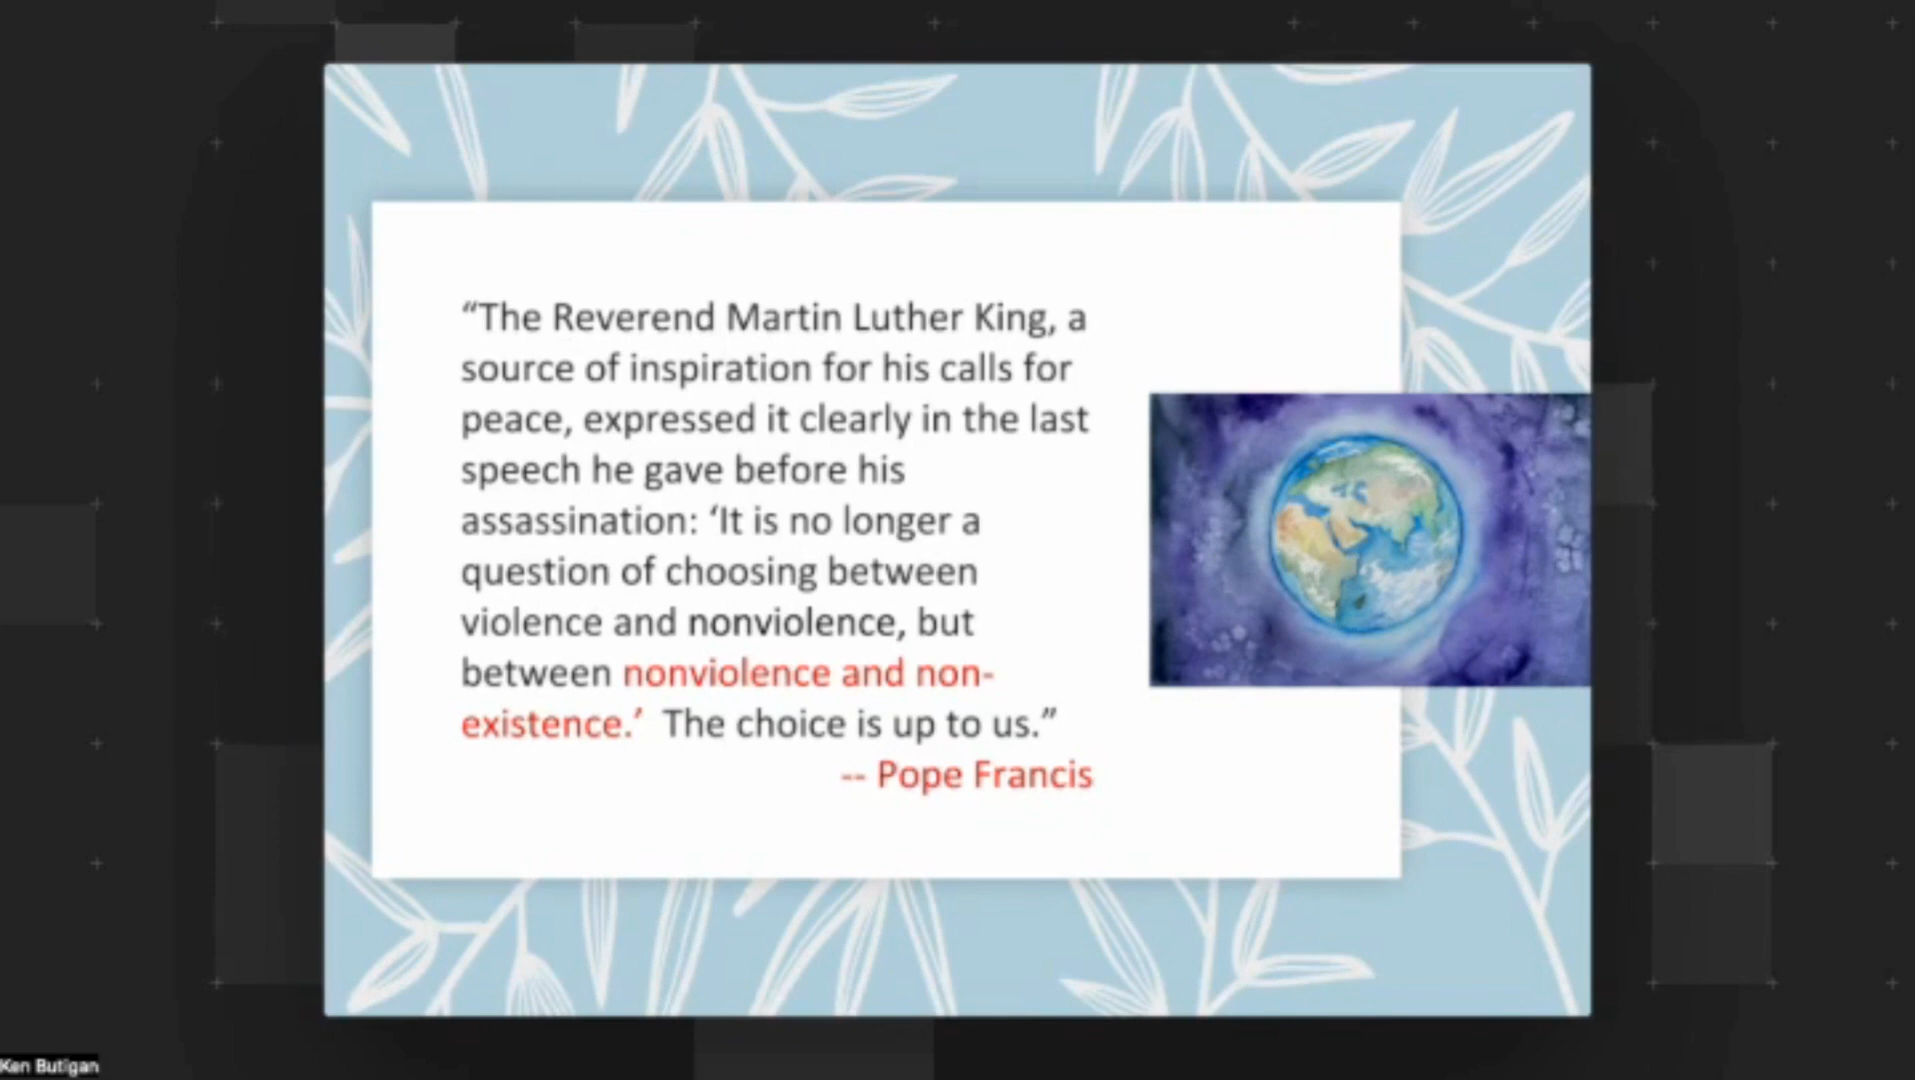 “The Reverend Martin Luther King, a
source of inspiration for his calls for
peace, expressed it clearly in the last
speech he gave before his
assassination: ‘It is no longer a
question of choosing between
violence and nonviolence, but
between nonviolence and non-
existence.’  The choice is up to us.”
-- Pope Francis
Ken Butigan